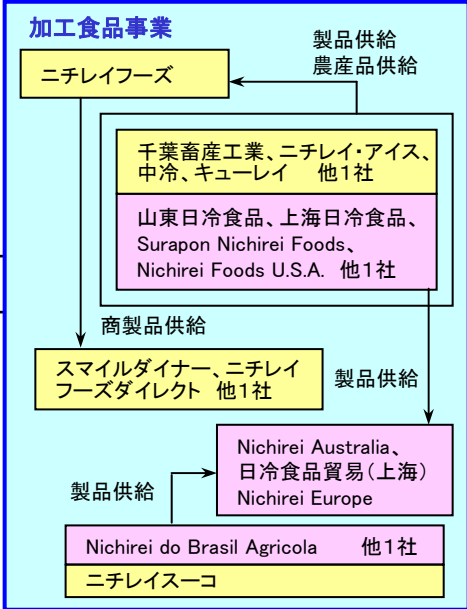 加工食品事業
製品供給
農産品供給
ニチレイフーズ
千葉畜産工業、ニチレイ・アイス、
中冷、キューレイ 他1社
山東日冷食品、上海日冷食品、
Surapon Nichirei Foods、
Nichirei Foods U.S.A. 他1社
商製品供給
スマイルダイナー、ニチレイ
フーズダイレクト 他1社
製品供給
Nichirei Australia、
日冷食品貿易(上海)
Nichirei Europe
製品供給
Nichirei do Brasil Agricola 他1社
ニチレイスーコ